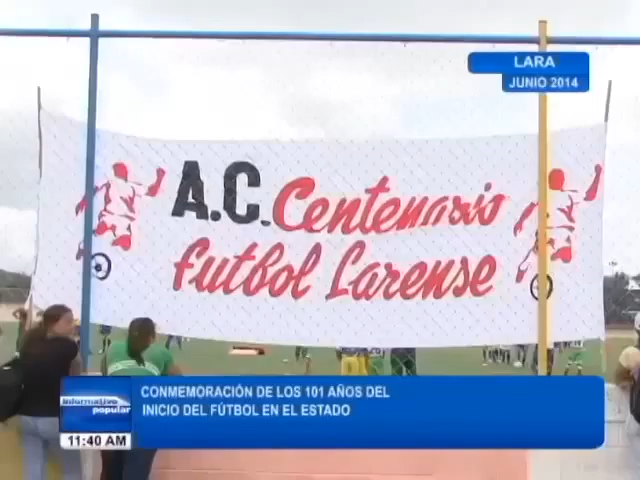 LARA
JUNIO 2014
A.C. Centenario
futbol Larense
CONMEMORACIÓN DE LOS 101 AÑOS DEL
INICIO DEL FÚTBOL EN EL ESTADO
informativo
popular
11:40 AM